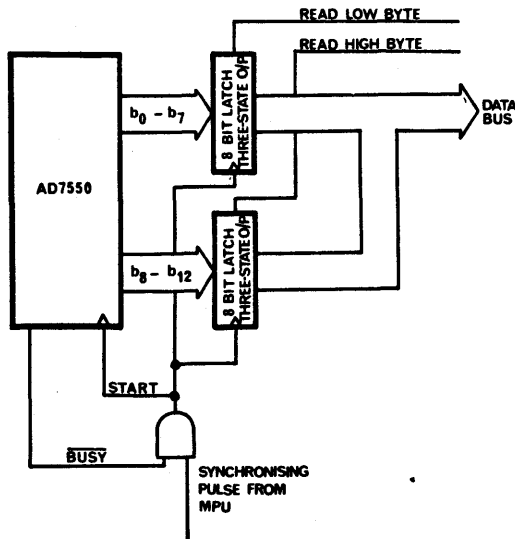 READ LOW BYTE
READ HIGH BYTE
DATA
BUS
b0 - b7
8 BIT LATCH
THREE-STATE O/P
AD7550
b8 - b12
8 BIT LATCH
THREE-STATE O/P
START
BUSY
SYNCHRONISING
PULSE FROM
MPU